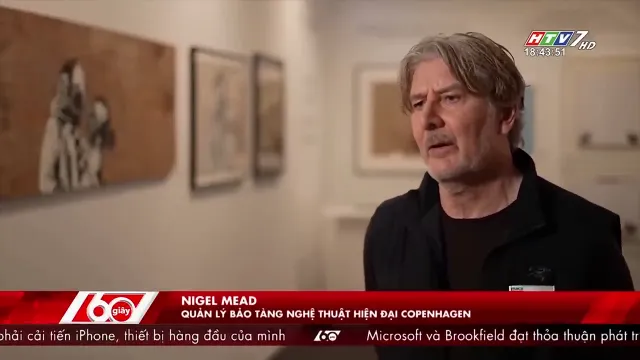 HTV7 HD
18:43:51
60 giây
NIGEL MEAD
QUẢN LÝ BẢO TÀNG NGHỆ THUẬT HIỆN ĐẠI COPENHAGEN
phải cải tiến iPhone, thiết bị hàng đầu của mình 60 Microsoft và Brookfield đạt thỏa thuận phát tr